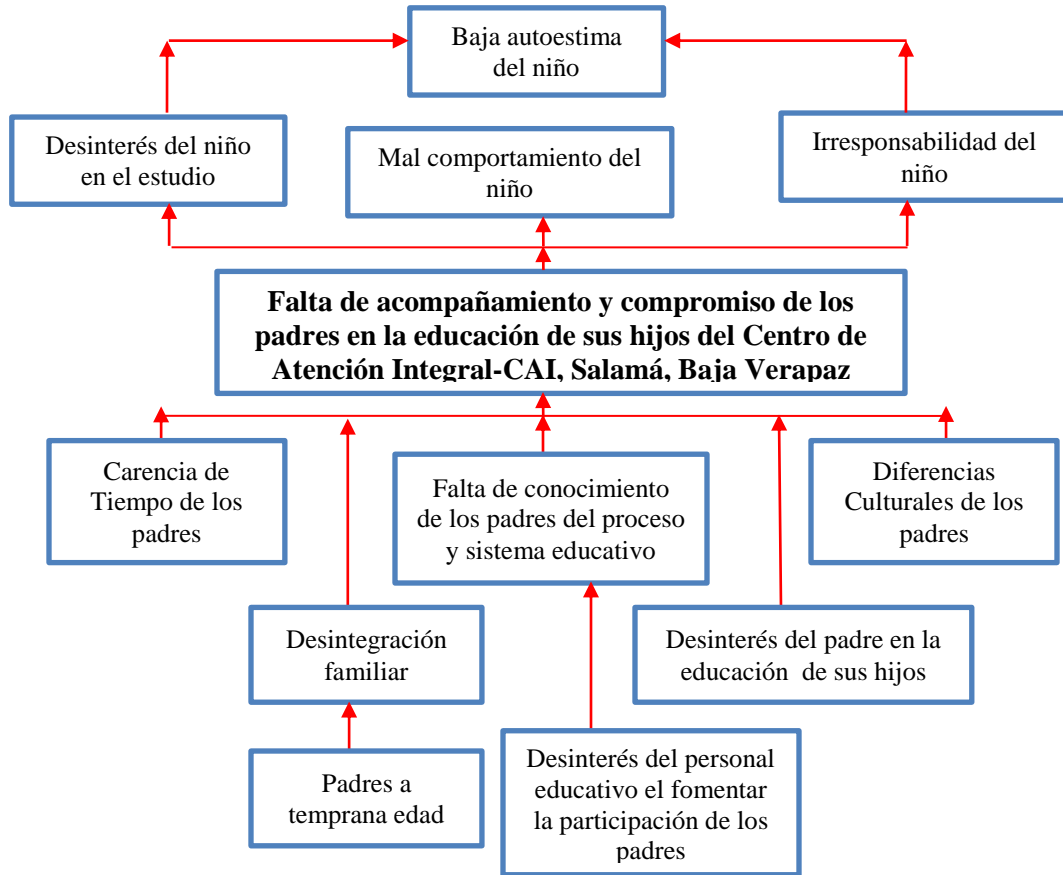 Baja autoestima
del niño
Desinterés del niño
en el estudio
Mal comportamiento del
niño
Irresponsabilidad del
niño
Falta de acompañamiento y compromiso de los
padres en la educación de sus hijos del Centro de
Atención Integral-CAI, Salamá, Baja Verapaz
Carencia de
Tiempo de los
padres
Falta de conocimiento
de los padres del proceso
y sistema educativo
Diferencias
Culturales de los
padres
Desintegración
familiar
Desinterés del padre en la
educación  de sus hijos
Padres a
temprana edad
Desinterés del personal
educativo el fomentar
la participación de los
padres